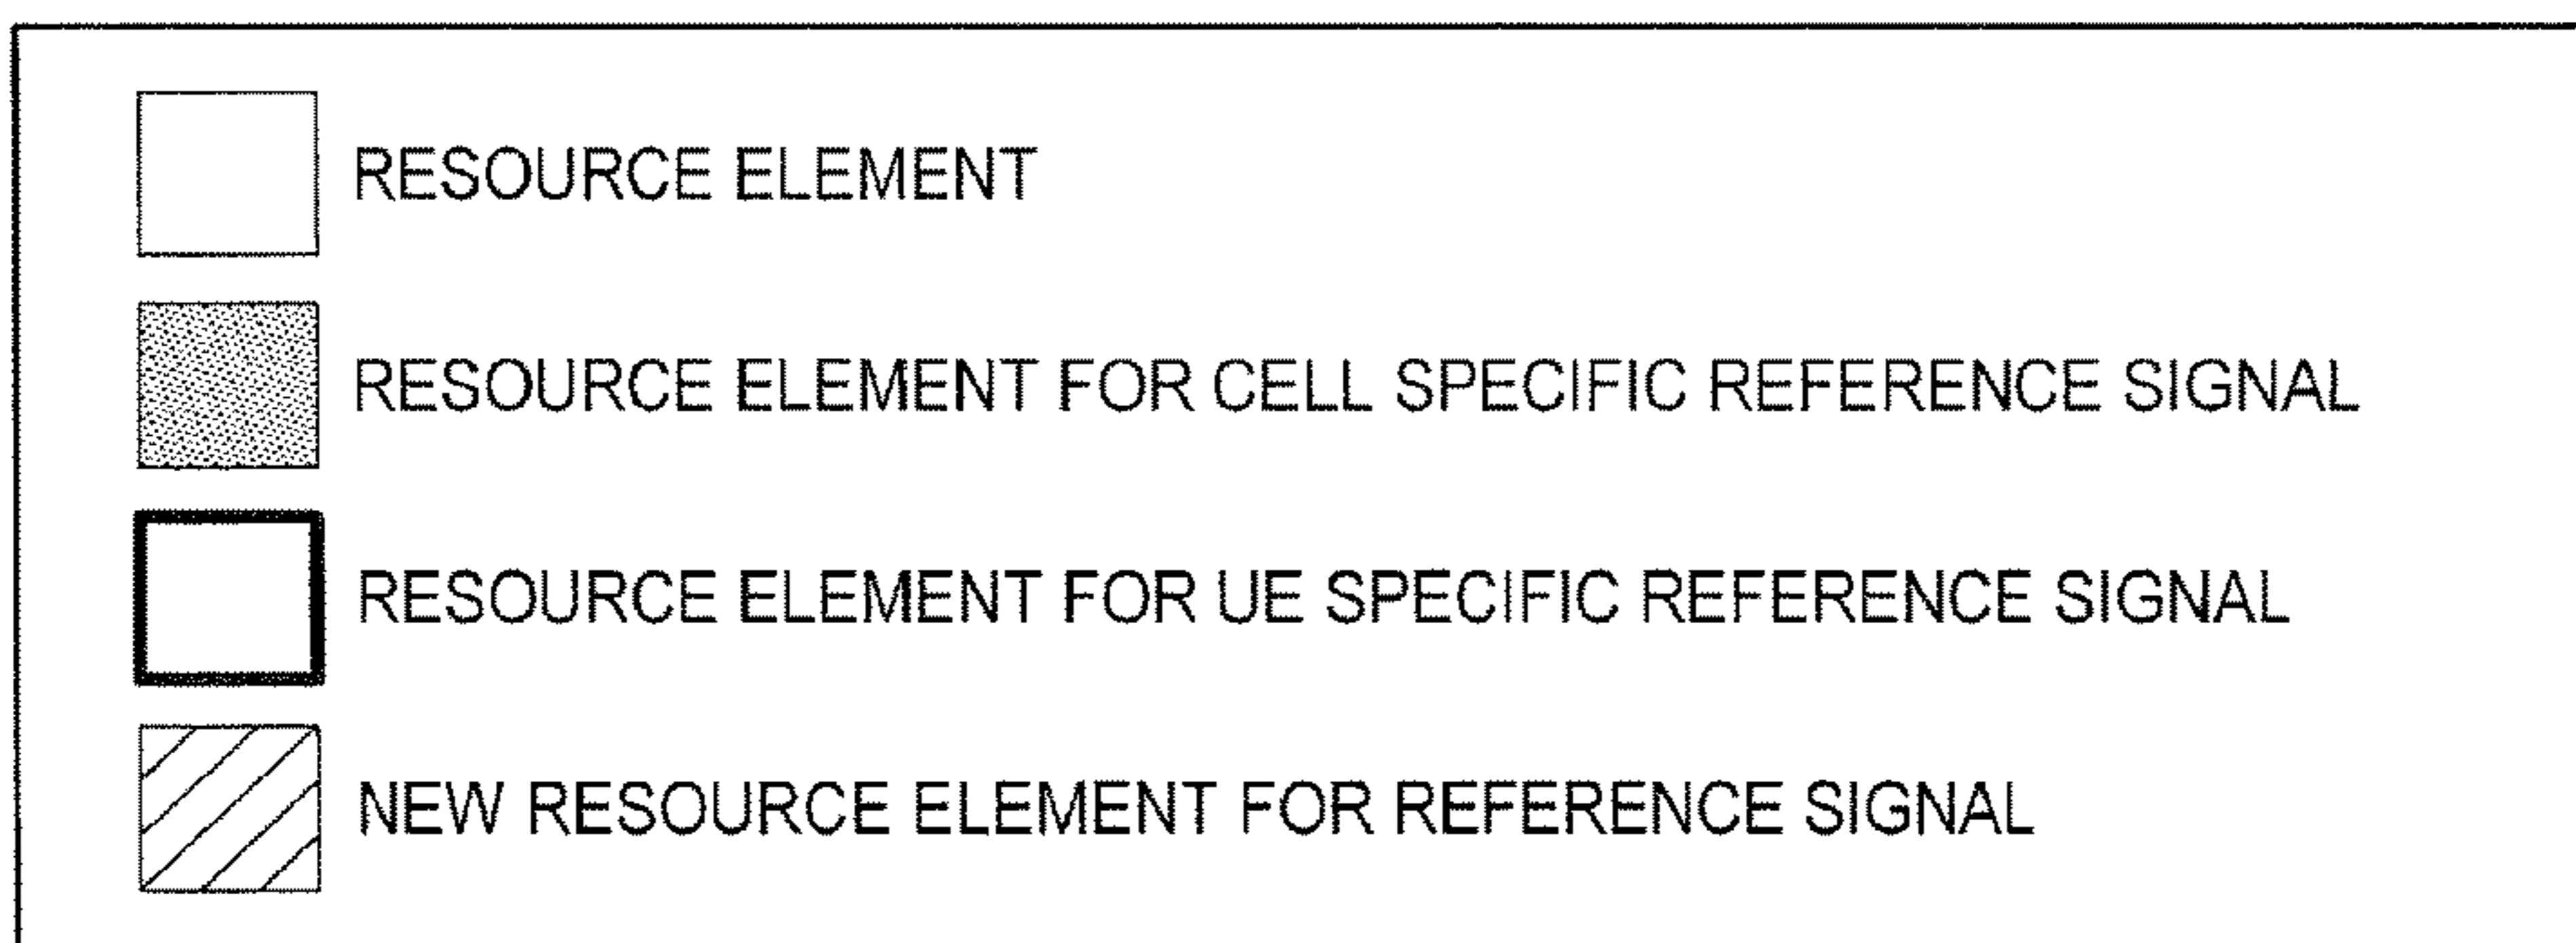 RESOURCE ELEMENT
RESOURCE ELEMENT FOR CELL SPECIFIC REFERENCE SIGNAL
RESOURCE ELEMENT FOR UE SPECIFIC REFERENCE SIGNAL
NEW RESOURCE ELEMENT FOR REFERENCE SIGNAL